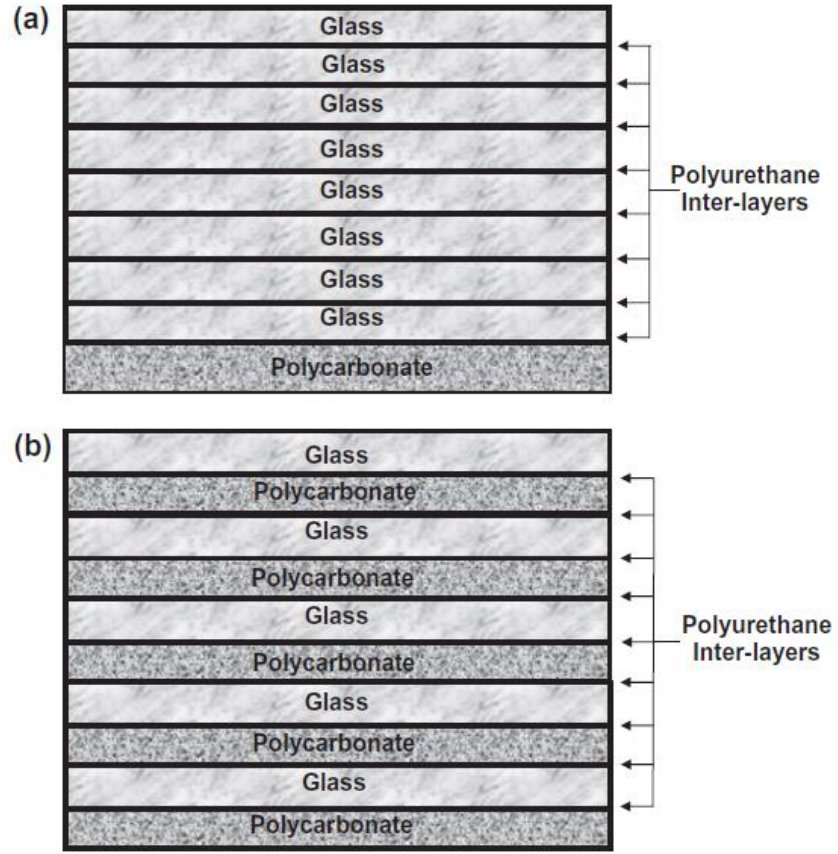 (a)
Glass
Glass
Glass
Glass
Glass
Glass
Glass
Glass
Polycarbonate
Polyurethane
Inter-layers
(b)
Glass
Polycarbonate
Glass
Polycarbonate
Glass
Polycarbonate
Glass
Polycarbonate
Glass
Polycarbonate
Polyurethane
Inter-layers